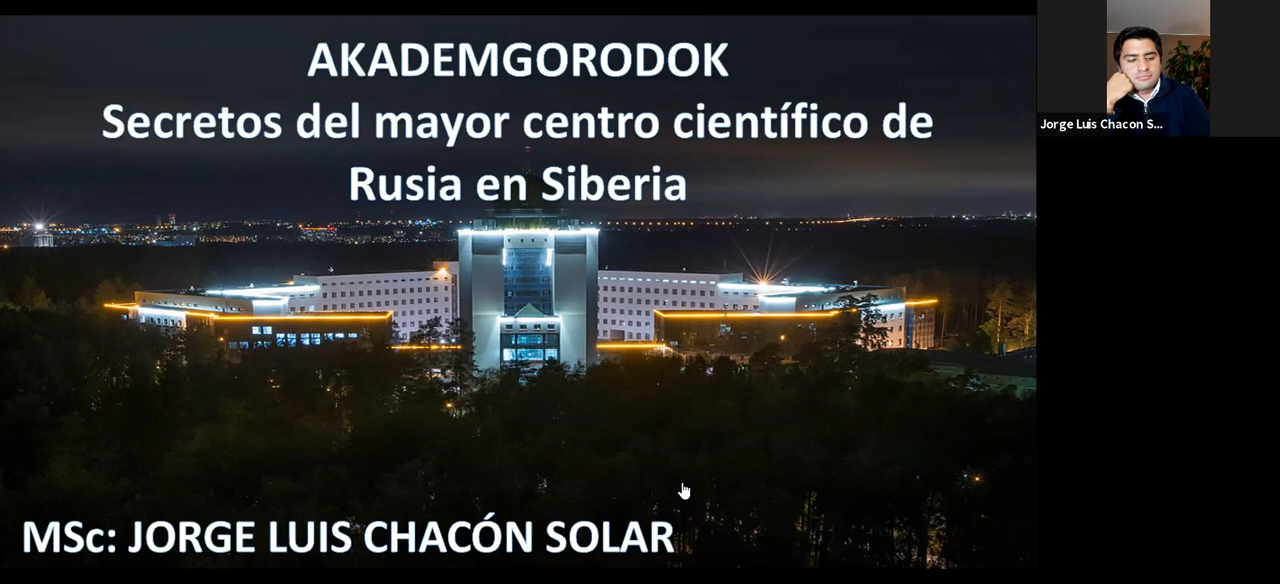 AKADEMGORODOK
Secretos del mayor centro científico de
Rusia en Siberia
Jorge Luis Chacon S...
MSc: JORGE LUIS CHACÓN SOLAR